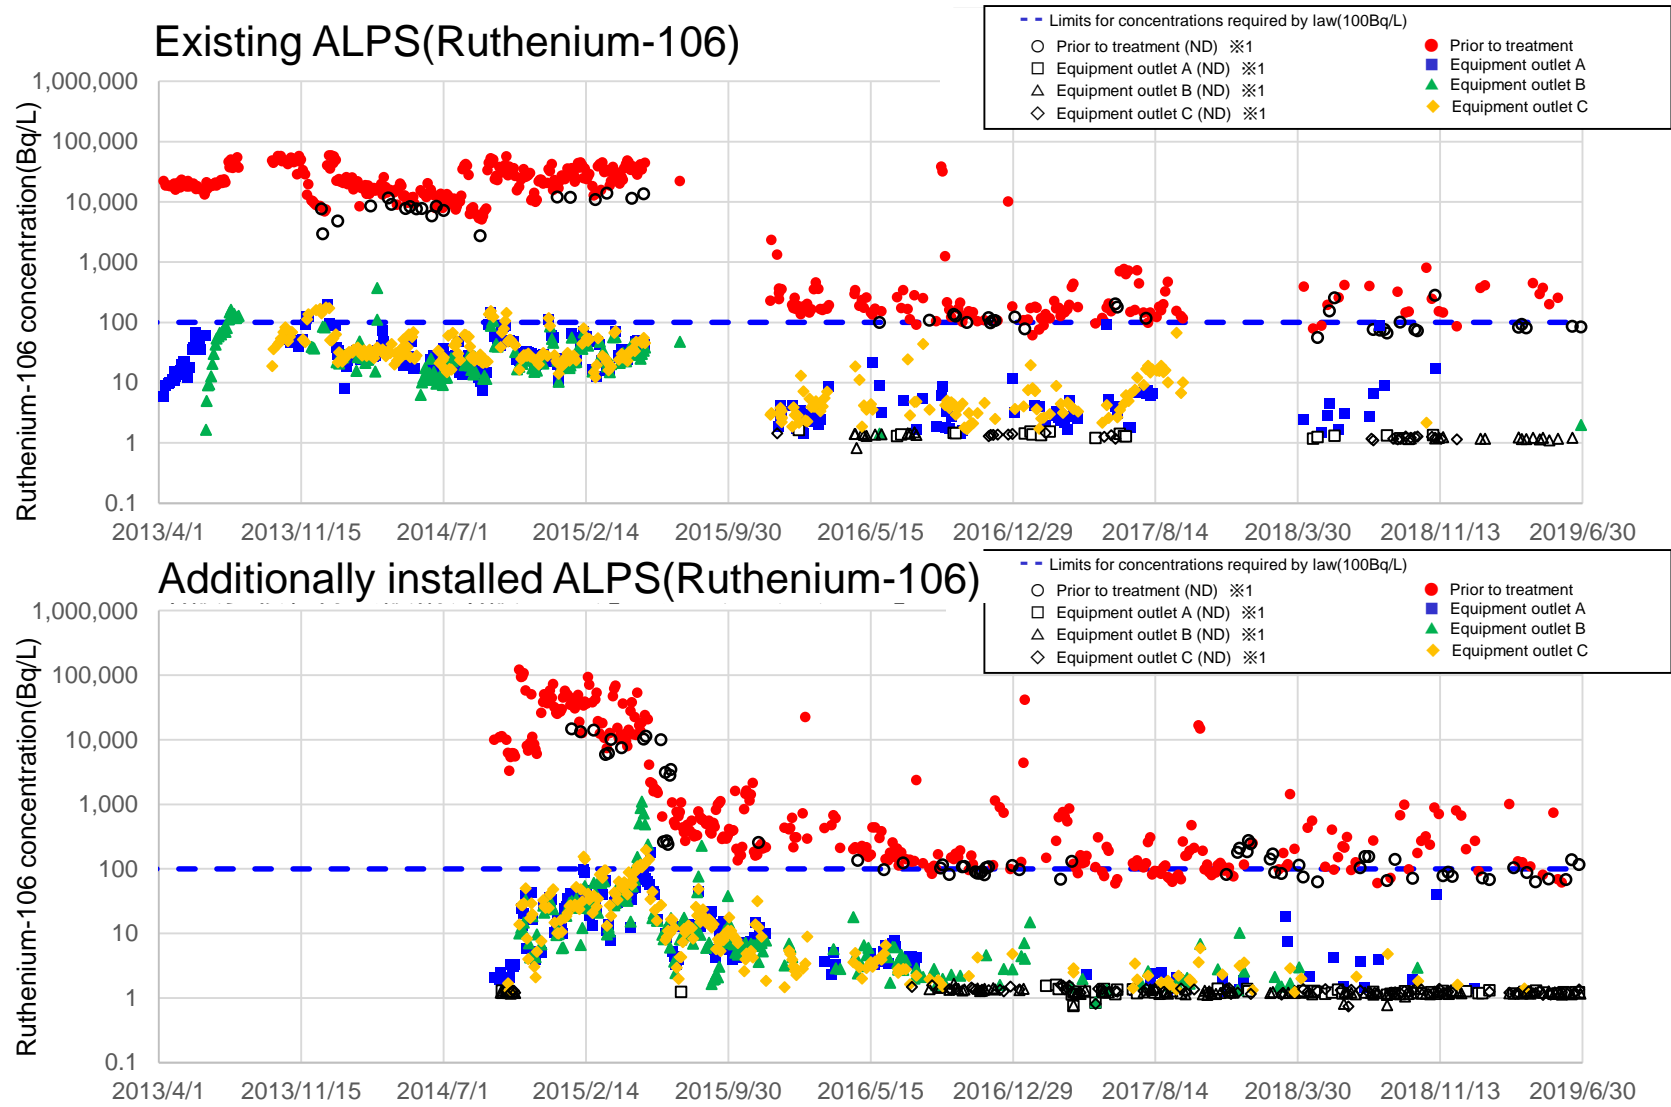 Existing ALPS(Ruthenium-106)
Limits for concentrations required by law(100Bq/L)
Prior to treatment (ND) ※1
Prior to treatment
Equipment outlet A (ND) ※1
Equipment outlet A
Equipment outlet B (ND) ※1
Equipment outlet B
Equipment outlet C (ND) ※1
Equipment outlet C
Ruthenium-106 concentration(Bq/L)
1,000,000
100,000
10,000
1,000
100
10
1
0.1
2013/4/1 2013/11/15 2014/7/1 2015/2/14 2015/9/30 2016/5/15 2016/12/29 2017/8/14 2018/3/30 2018/11/13 2019/6/30
Additionally installed ALPS(Ruthenium-106)
Limits for concentrations required by law(100Bq/L)
Prior to treatment (ND) ※1
Prior to treatment
Equipment outlet A (ND) ※1
Equipment outlet A
Equipment outlet B (ND) ※1
Equipment outlet B
Equipment outlet C (ND) ※1
Equipment outlet C
Ruthenium-106 concentration(Bq/L)
1,000,000
100,000
10,000
1,000
100
10
1
0.1
2013/4/1 2013/11/15 2014/7/1 2015/2/14 2015/9/30 2016/5/15 2016/12/29 2017/8/14 2018/3/30 2018/11/13 2019/6/30